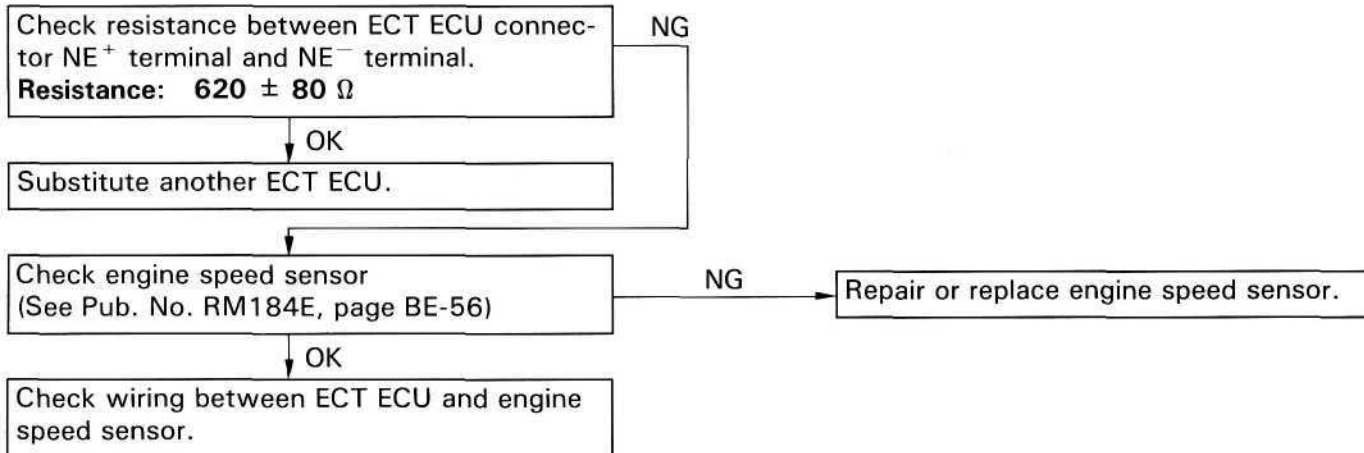 Check resistance between ECT ECU connec-
tor NE⁺ terminal and NE⁻ terminal.
Resistance: 620 ± 80 Ω
NG
OK
Substitute another ECT ECU.
Check engine speed sensor
(See Pub. No. RM184E, page BE-56)
NG
Repair or replace engine speed sensor.
OK
Check wiring between ECT ECU and engine
speed sensor.